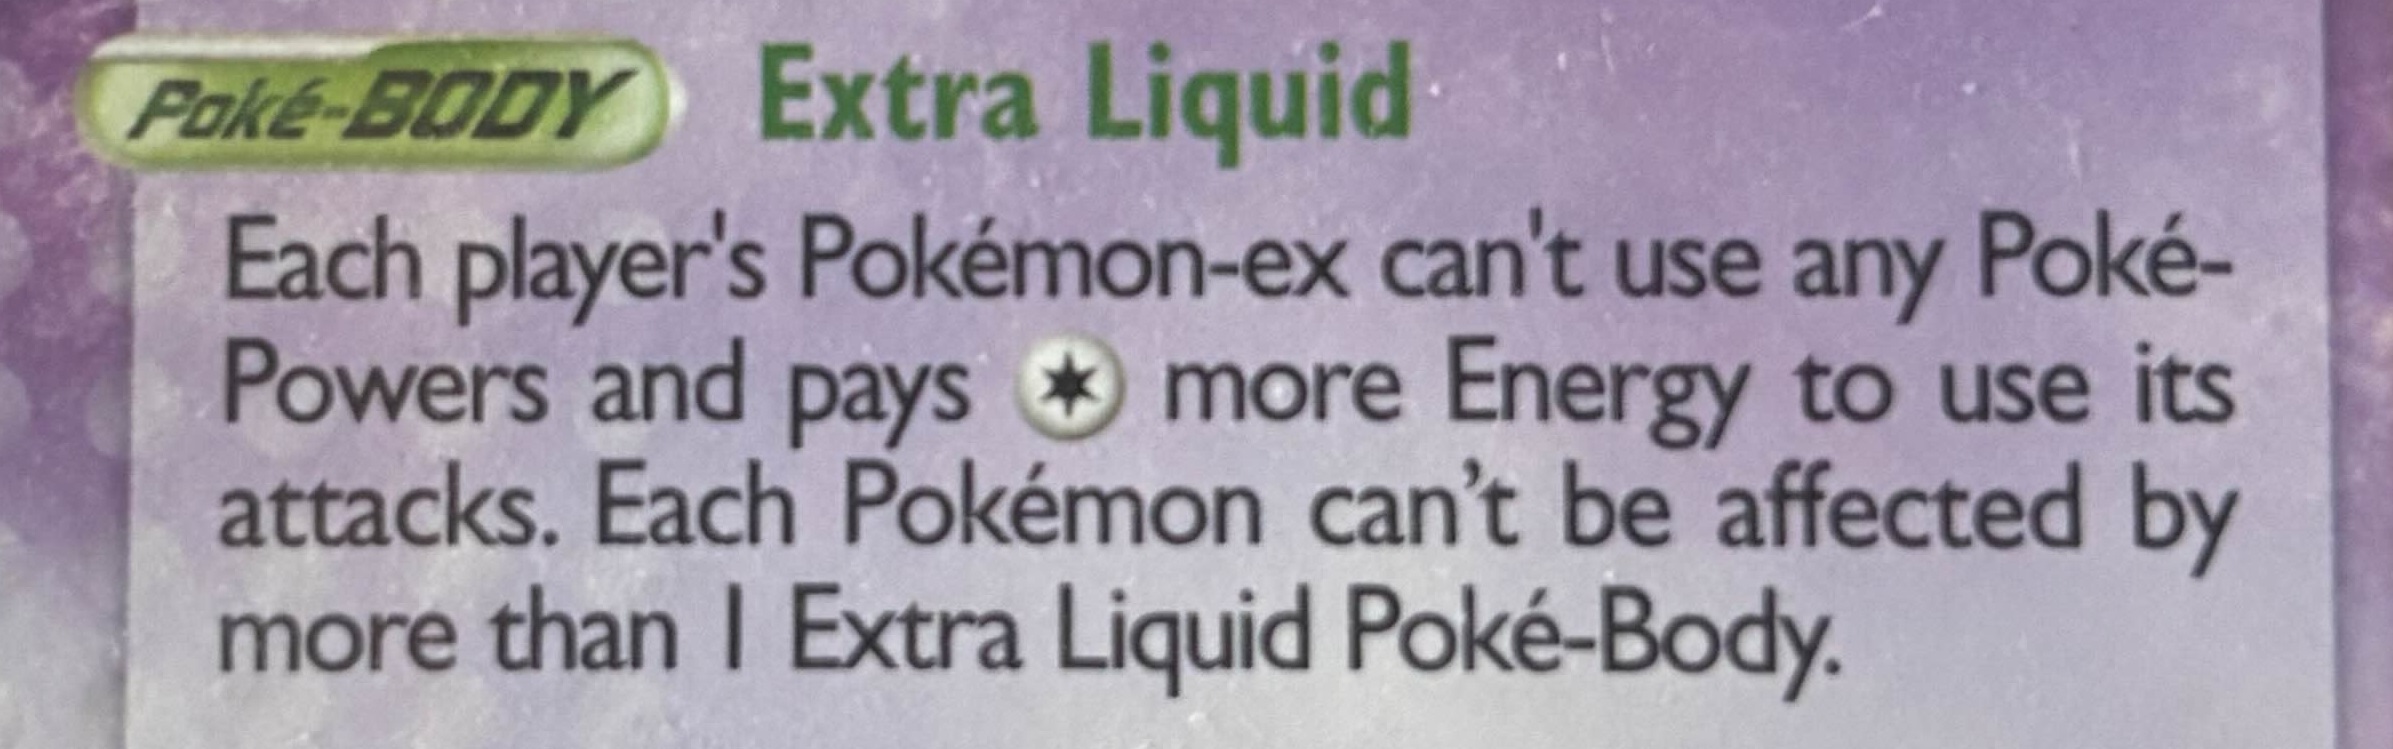 Poké-BODY Extra Liquid
Each player's Pokémon-ex can't use any Poké-
Powers and pays more Energy to use its
attacks. Each Pokémon can’t be affected by
more than 1 Extra Liquid Poké-Body.